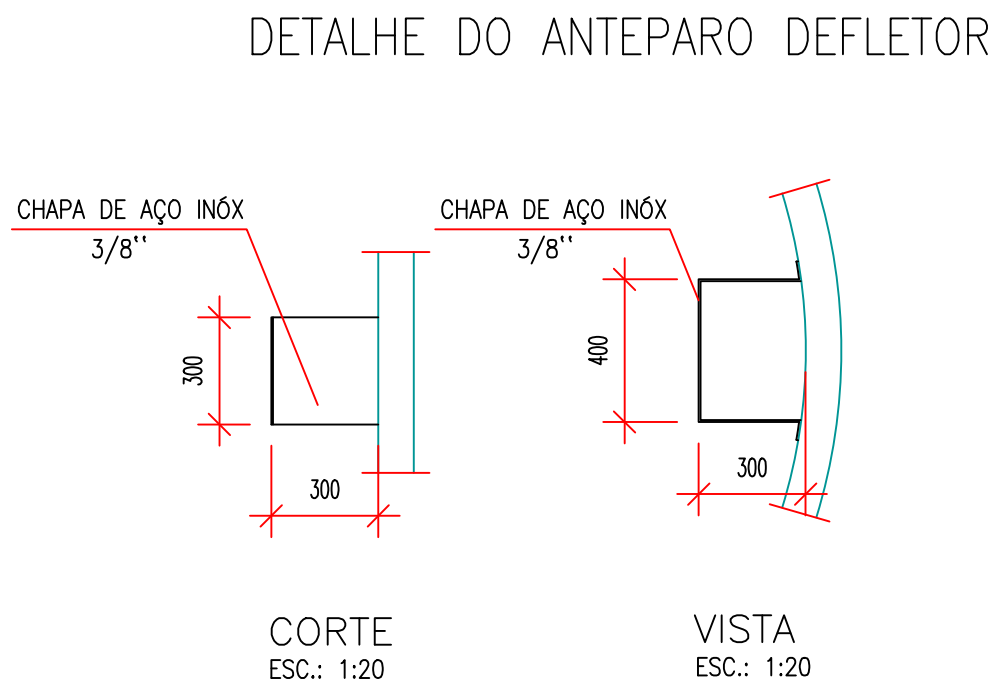 DETALHE DO ANTEPARO DEFLETOR
CHAPA DE AÇO INÓX
3/8"
300
300
CORTE
ESC.: 1:20
CHAPA DE AÇO INÓX
3/8"
400
300
VISTA
ESC.: 1:20